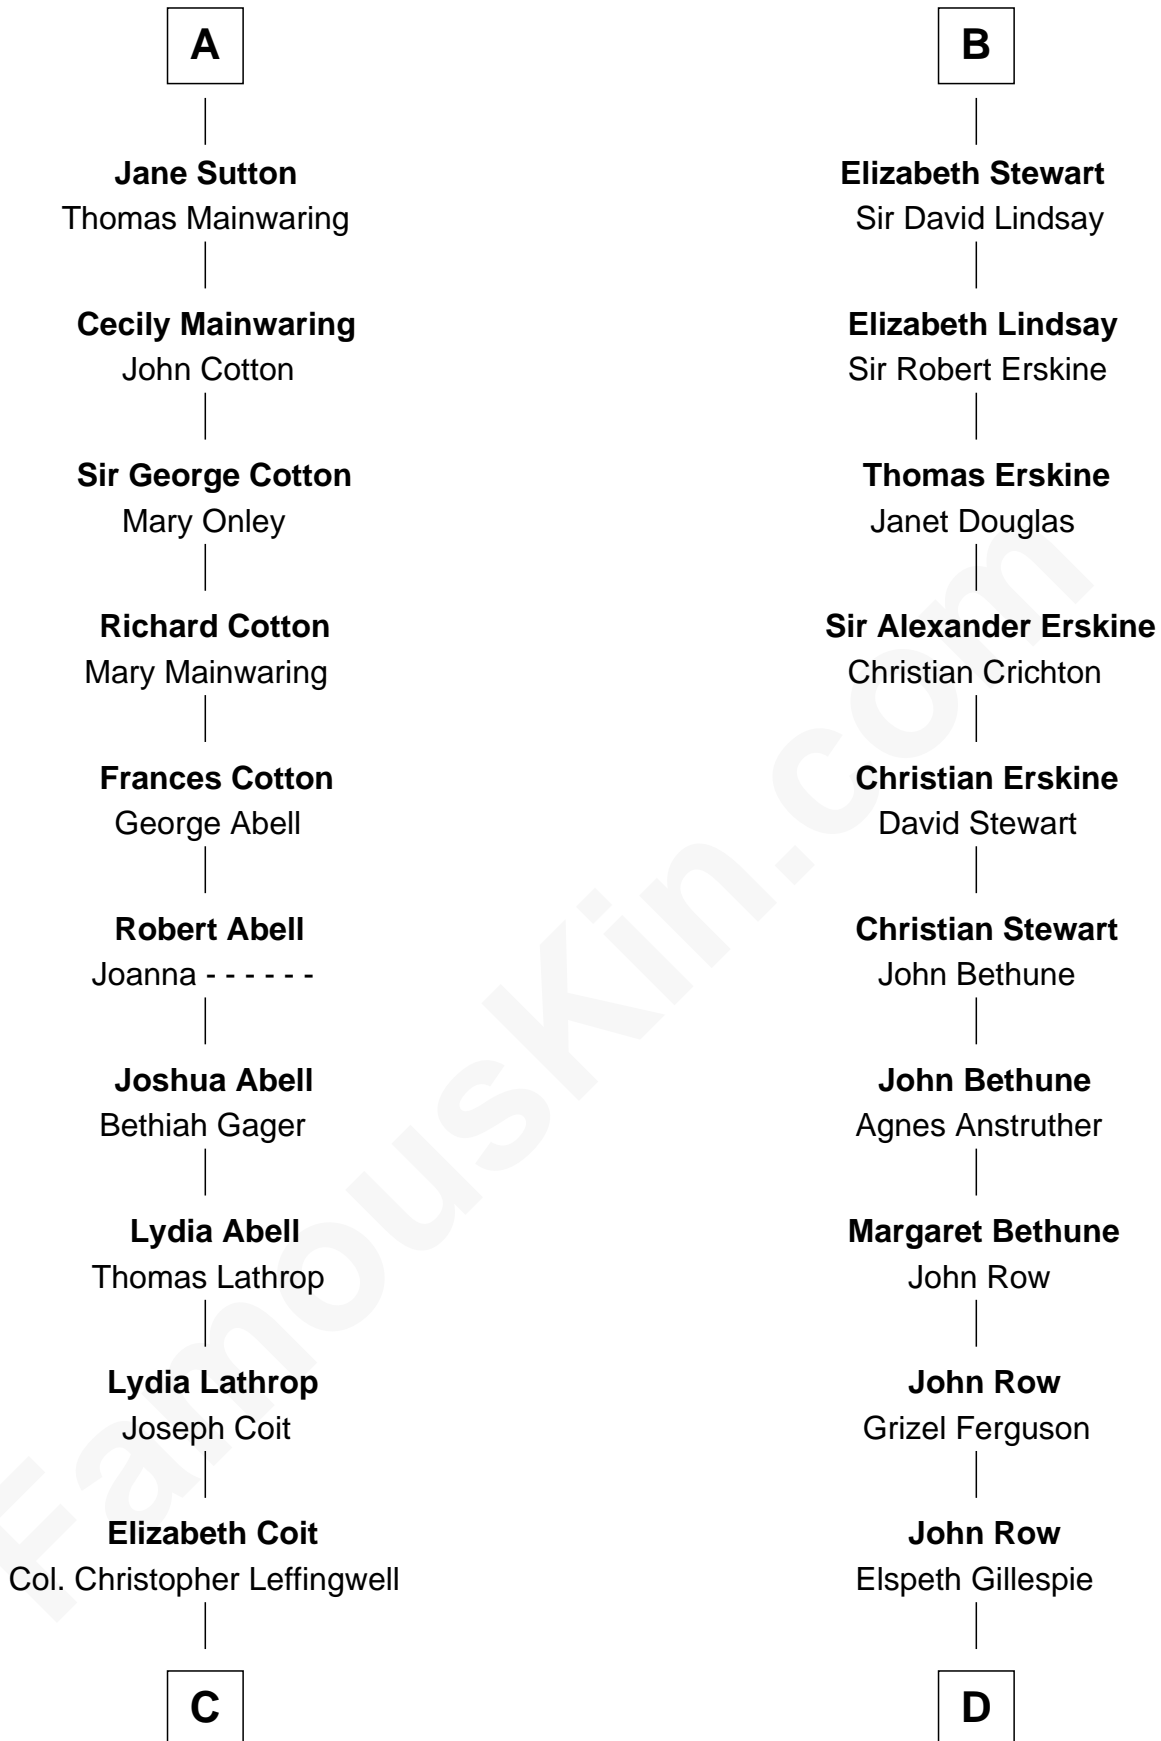 A
Jane Sutton
Thomas Mainwaring
Cecily Mainwaring
John Cotton
Sir George Cotton
Mary Onley
Richard Cotton
Mary Mainwaring
Frances Cotton
George Abell
Robert Abell
Joanna - - - - - -
Joshua Abell
Bethiah Gager
Lydia Abell
Thomas Lathrop
Lydia Lathrop
Joseph Coit
Elizabeth Coit
Col. Christopher Leffingwell
C
B
Elizabeth Stewart
Sir David Lindsay
Elizabeth Lindsay
Sir Robert Erskine
Thomas Erskine
Janet Douglas
Sir Alexander Erskine
Christian Crichton
Christian Erskine
David Stewart
Christian Stewart
John Bethune
John Bethune
Agnes Anstruther
Margaret Bethune
John Row
John Row
Grizel Ferguson
John Row
Elspeth Gillespie
D
FamousKin.com